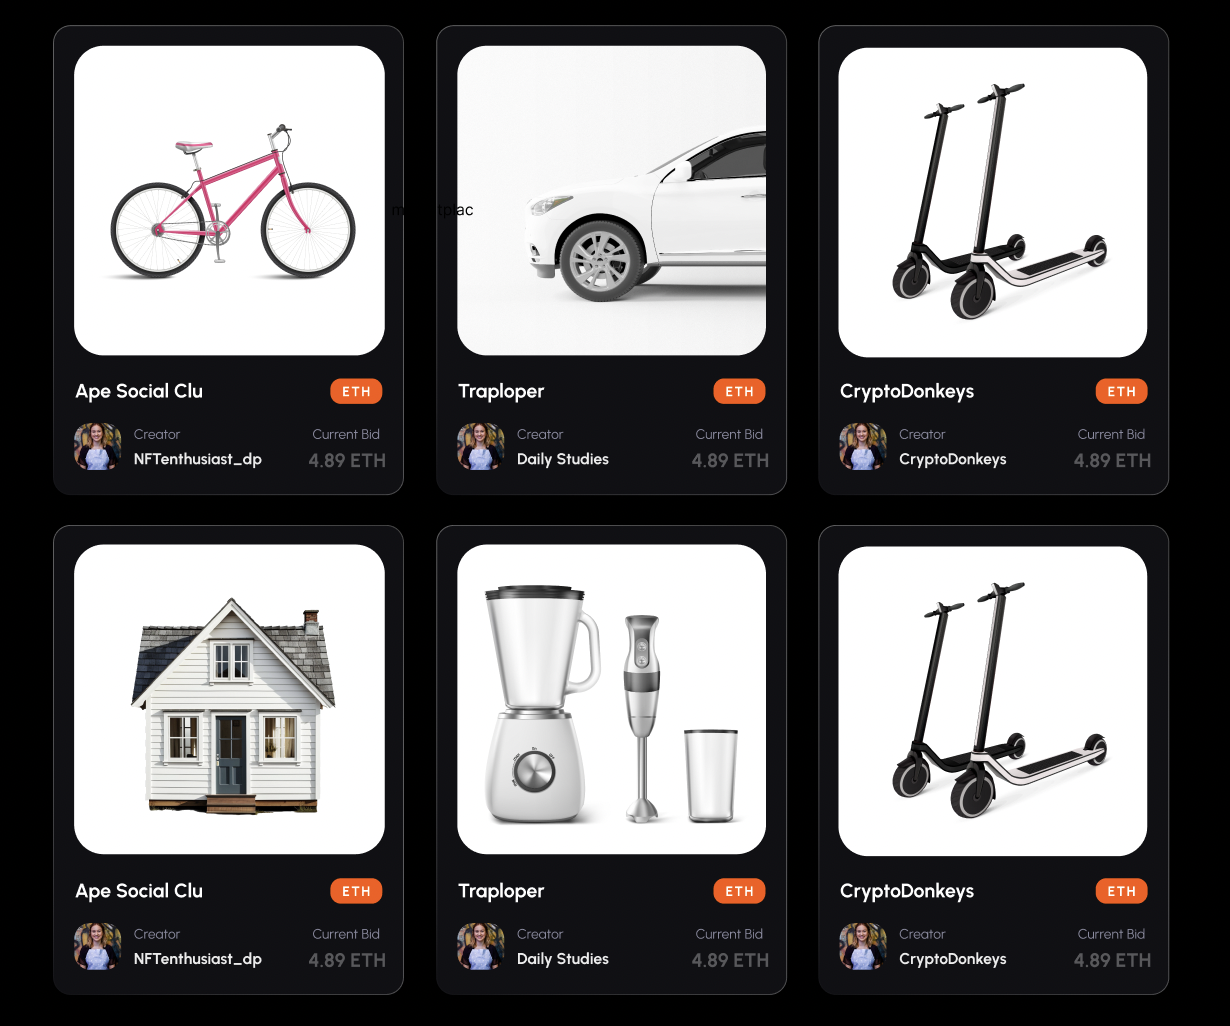 Ape Social Clu
ETH
Creator
NFTenthusiast_dp
Current Bid
4.89 ETH
Traploper
ETH
Creator
Daily Studies
Current Bid
4.89 ETH
CryptoDonkeys
ETH
Creator
CryptoDonkeys
Current Bid
4.89 ETH
Ape Social Clu
ETH
Creator
NFTenthusiast_dp
Current Bid
4.89 ETH
Traploper
ETH
Creator
Daily Studies
Current Bid
4.89 ETH
CryptoDonkeys
ETH
Creator
CryptoDonkeys
Current Bid
4.89 ETH